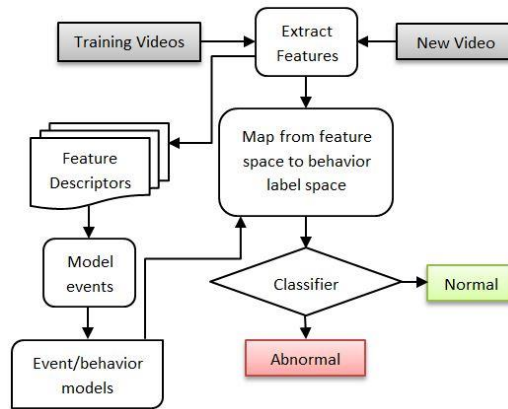 Training Videos
Extract
Features
New Video
Feature
Descriptors
Map from feature
space to behavior
label space
Model
events
Classifier
Normal
Event/behavior
models
Abnormal